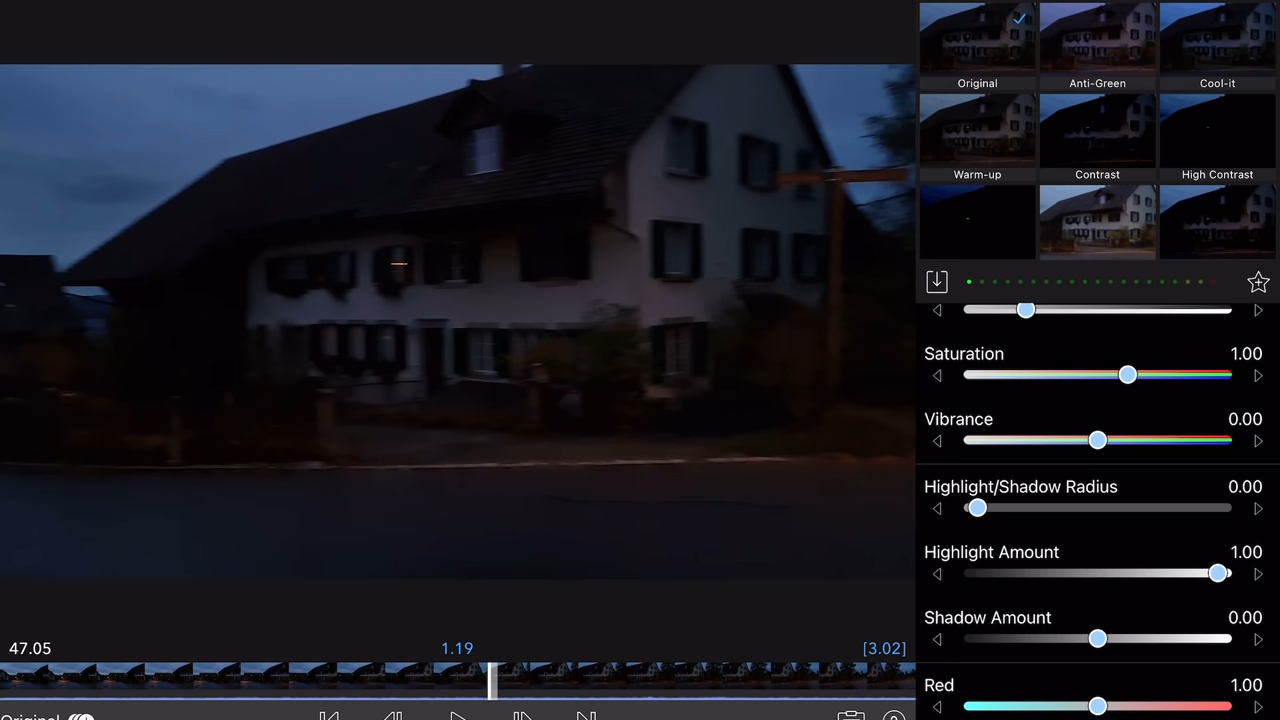 Original
Anti-Green
Cool-it
Warm-up
Contrast
High Contrast
Saturation 1.00
Vibrance 0.00
Highlight/Shadow Radius 0.00
Highlight Amount 1.00
Shadow Amount 0.00
Red 1.00
47.05
1.19
[3.02]
Original